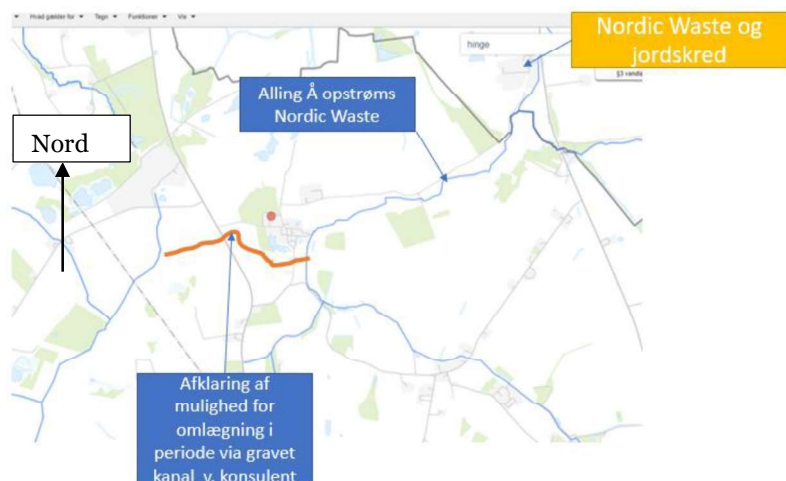 Hvad gælder for Tegn Funktioner Vis
Nordic Waste og
jordskred
hinge
§3 vandløb
Alling Å opstrøms
Nordic Waste
Nord
Afklaring af
mulighed for
omlægning i
periode via gravet
kanal v. konsulent